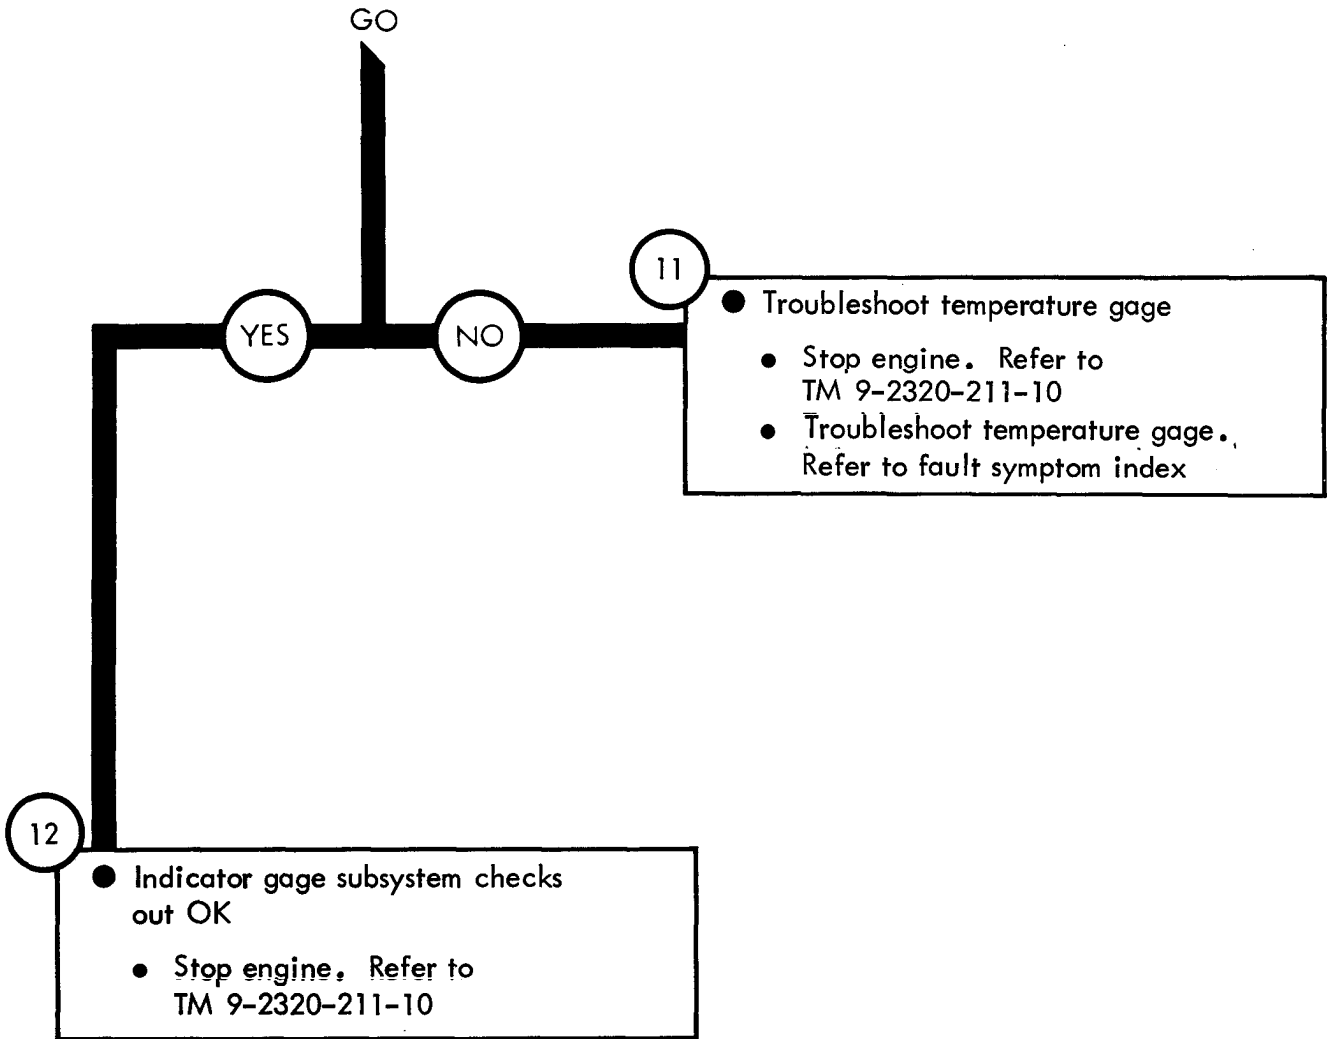 GO
YES
NO
11
● Troubleshoot temperature gage
● Stop engine. Refer to
TM 9-2320-211-10
● Troubleshoot temperature gage.
Refer to fault symptom index
12
● Indicator gage subsystem checks
out OK
● Stop engine. Refer to
TM 9-2320-211-10